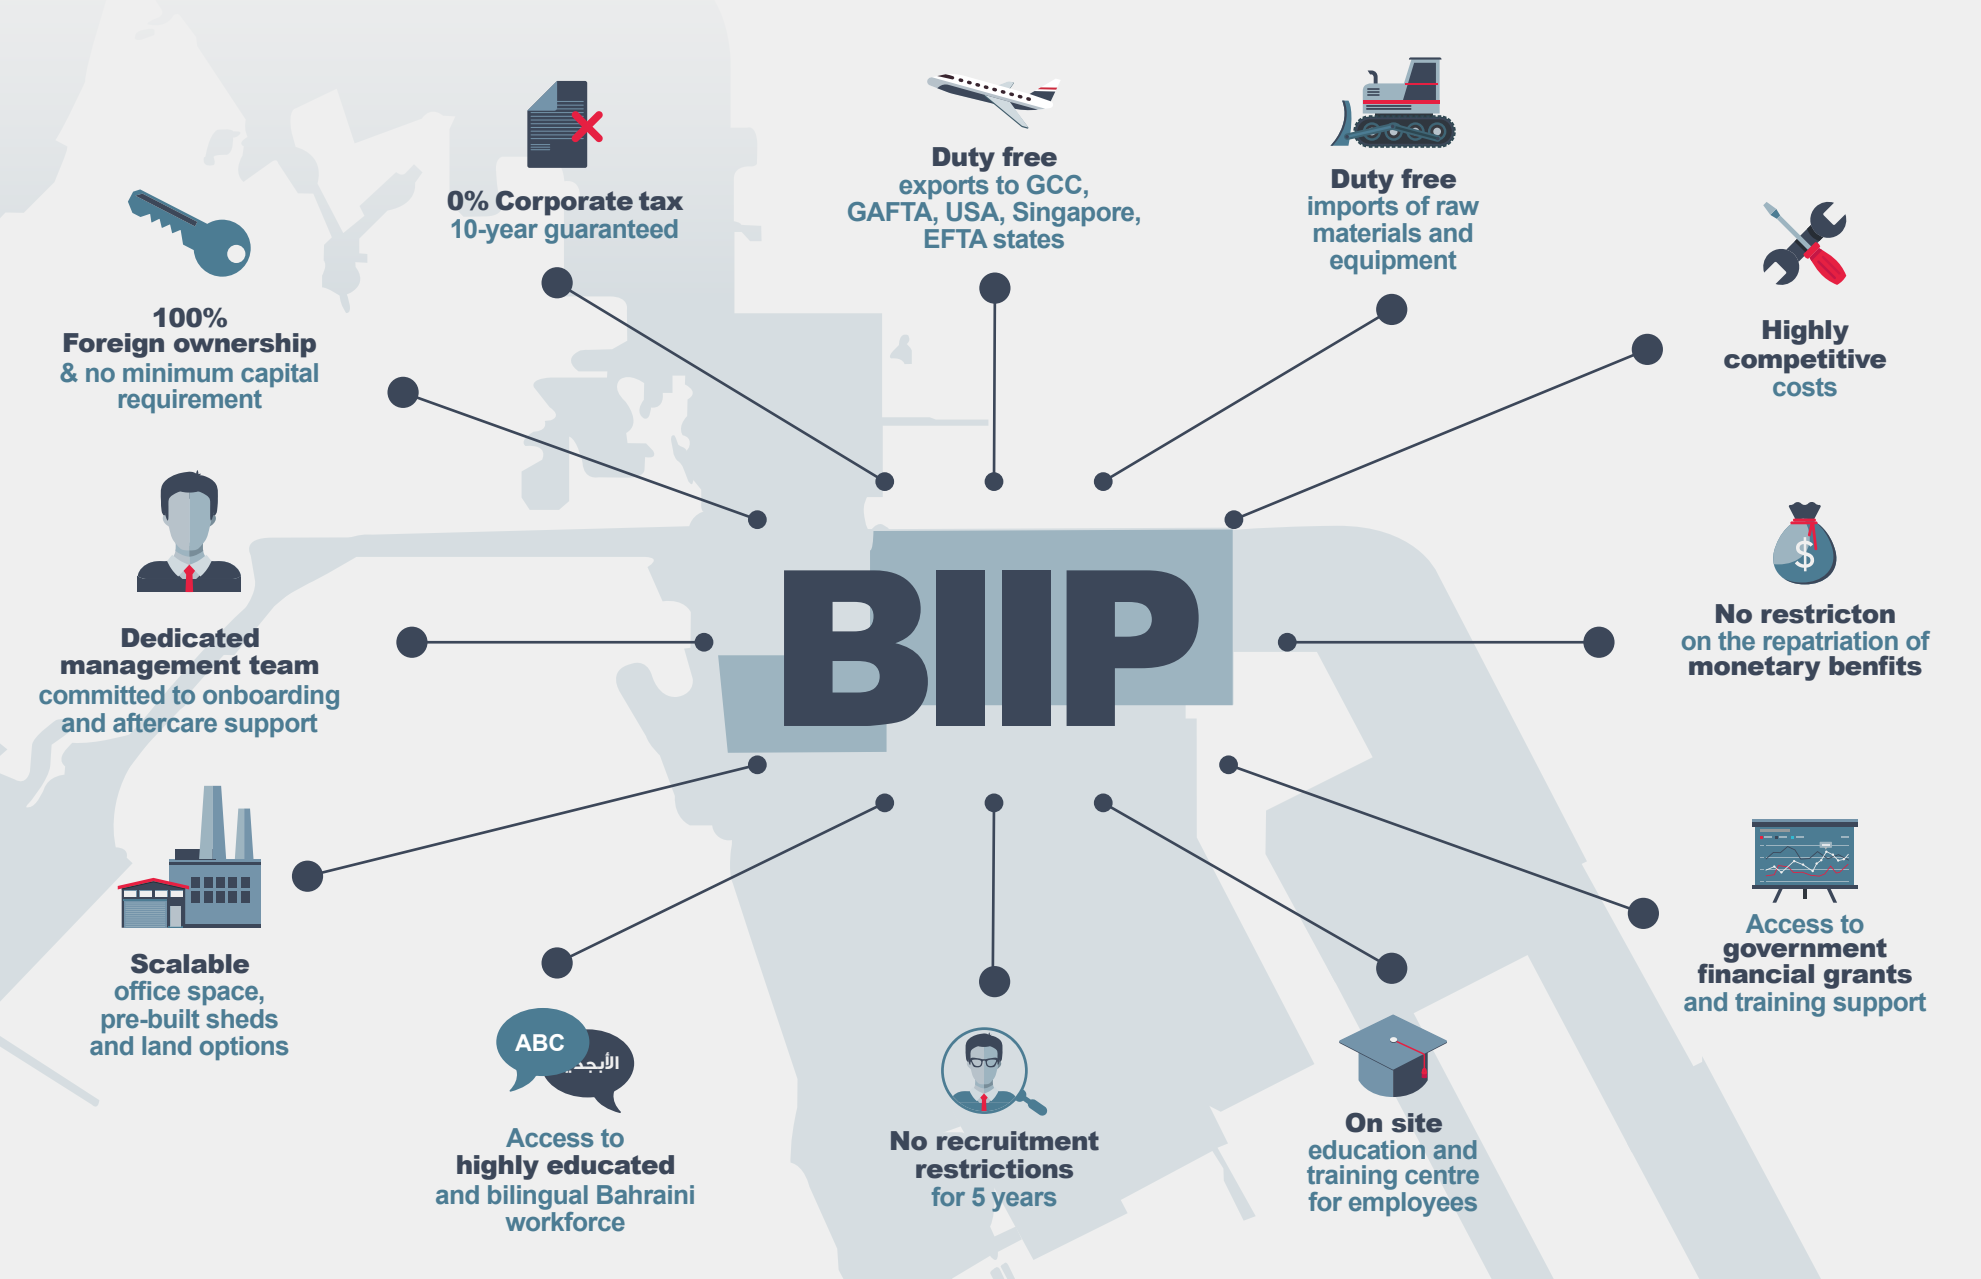 0% Corporate tax
10-year guaranteed
Duty free
exports to GCC,
GAFTA, USA, Singapore,
EFTA states
Duty free
imports of raw
materials and
equipment
Highly
competitive
costs
100%
Foreign ownership
& no minimum capital
requirement
Dedicated
management team
committed to onboarding
and aftercare support
BIIP
$
No restricton
on the repatriation of
monetary benfits
Scalable
office space,
pre-built sheds
and land options
ABC
الأبجدي
Access to
highly educated
and bilingual Bahraini
workforce
No recruitment
restrictions
for 5 years
On site
education and
training centre
for employees
Access to
government
financial grants
and training support